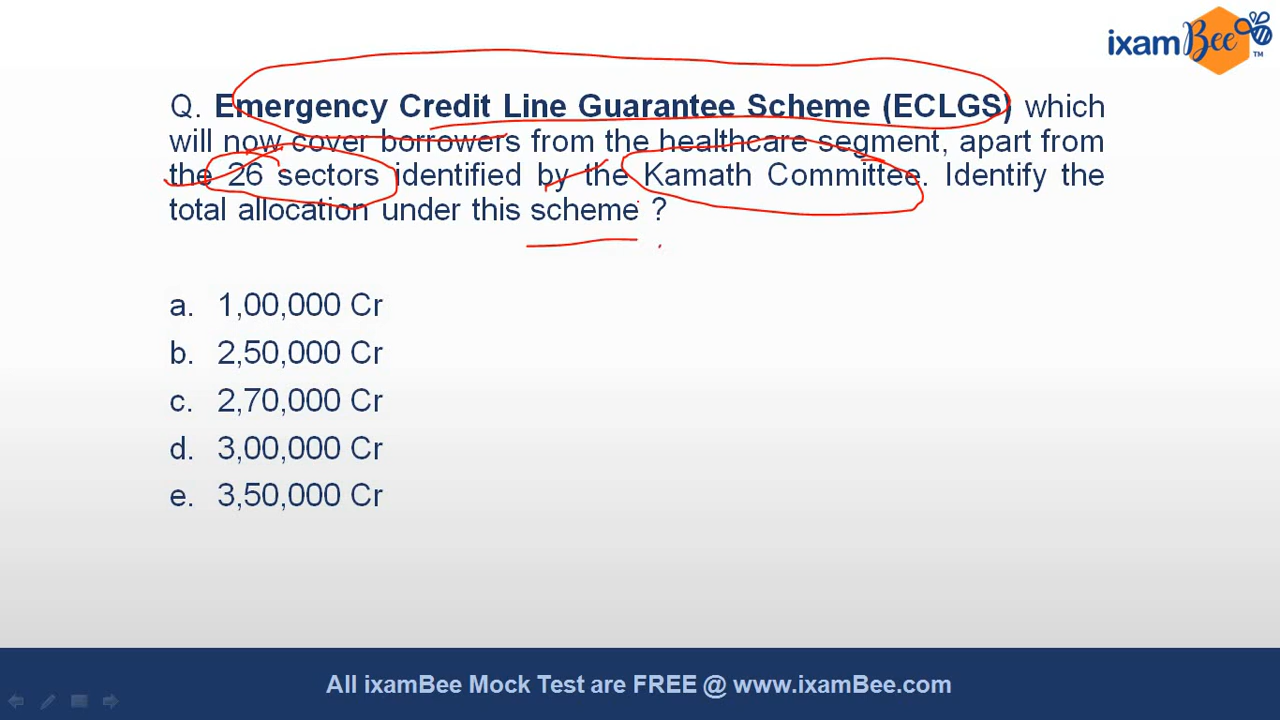 ixamBee™
Q. Emergency Credit Line Guarantee Scheme (ECLGS) which
will now cover borrowers from the healthcare segment, apart from
the 26 sectors identified by the Kamath Committee. Identify the
total allocation under this scheme ?
a. 1,00,000 Cr
b. 2,50,000 Cr
c. 2,70,000 Cr
d. 3,00,000 Cr
e. 3,50,000 Cr
All ixamBee Mock Test are FREE @ www.ixamBee.com